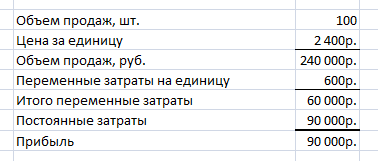 Объем продаж, шт. 100
Цена за единицу 2 400р.
Объем продаж, руб. 240 000р.
Переменные затраты на единицу 600р.
Итого переменные затраты 60 000р.
Постоянные затраты 90 000р.
Прибыль 90 000р.